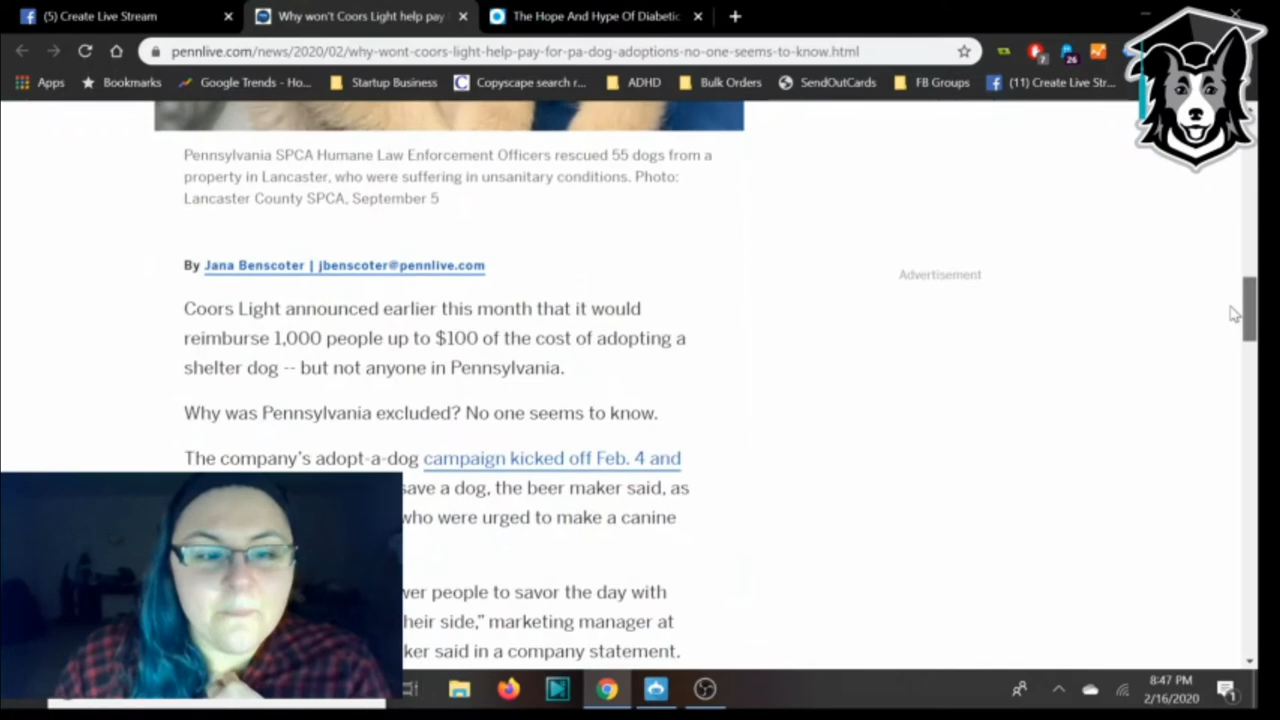 (5) Create Live Stream
Why won't Coors Light help pay
The Hope And Hype Of Diabetic
pennlive.com/news/2020/02/why-wont-coors-light-help-pay-for-pa-dog-adoptions-no-one-seems-to-know.html
7
26
Apps
Bookmarks
Google Trends - Ho...
Startup Business
Copyscape search r...
ADHD
Bulk Orders
SendOutCards
FB Groups
(11) Create Live Str...
Pennsylvania SPCA Humane Law Enforcement Officers rescued 55 dogs from a
property in Lancaster, who were suffering in unsanitary conditions. Photo:
Lancaster County SPCA, September 5
By Jana Benscoter | jbenscoter@pennlive.com
Advertisement
Coors Light announced earlier this month that it would
reimburse 1,000 people up to $100 of the cost of adopting a
shelter dog -- but not anyone in Pennsylvania.
Why was Pennsylvania excluded? No one seems to know.
The company's adopt-a-dog campaign kicked off Feb. 4 and
save a dog, the beer maker said, as
who were urged to make a canine
wer people to savor the day with
heir side," marketing manager at
ker said in a company statement.
8:47 PM
2/16/2020
1